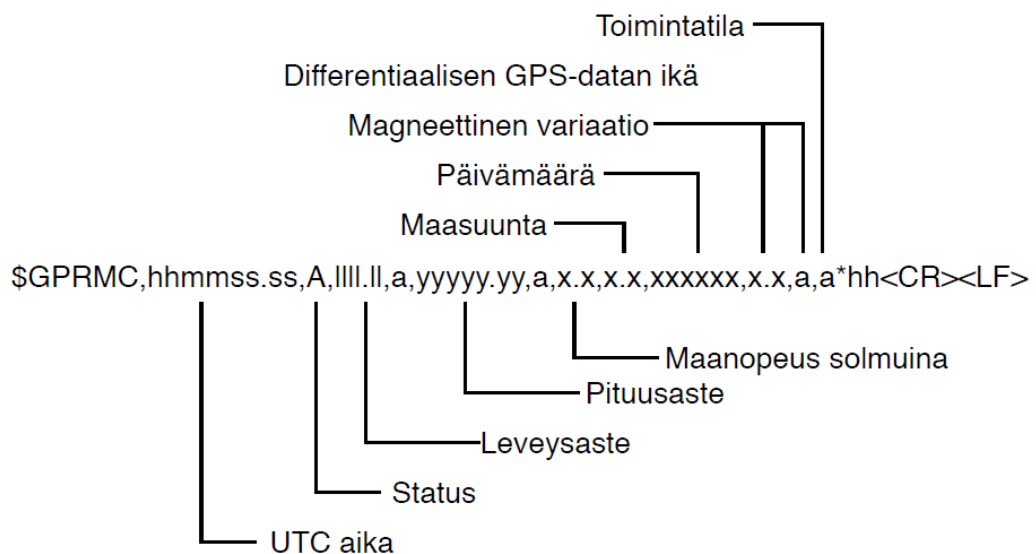 Toimintatila
Differentiaalisen GPS-datan ikä
Magneettinen variaatio
Päivämäärä
Maasuunta
$GPRMC,hhmmss.ss,A,llll.ll,a,yyyyy.yy,a,x.x,x.x,xxxxxx,x.x,a,a*hh<CR><LF>
Maanopeus solmuina
Pituusaste
Leveysaste
Status
UTC aika